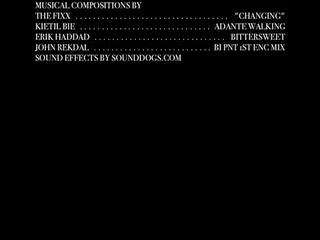 MUSICAL COMPOSITIONS BY
THE FIXX . . . . . . . . . . . . . . . . . . . . . . . . . . . . . . . . . . . "CHANGING"
KIETIL BIE . . . . . . . . . . . . . . . . . . . . . . . . . . . . . . ADANTE WALKING
ERIK HADDAD . . . . . . . . . . . . . . . . . . . . . . . . . . . . . . BITTERSWEET
JOHN REKDAL . . . . . . . . . . . . . . . . . . . . . . . . . . . BI PNT 1ST ENC MIX
SOUND EFFECTS BY SOUNDDOGS.COM